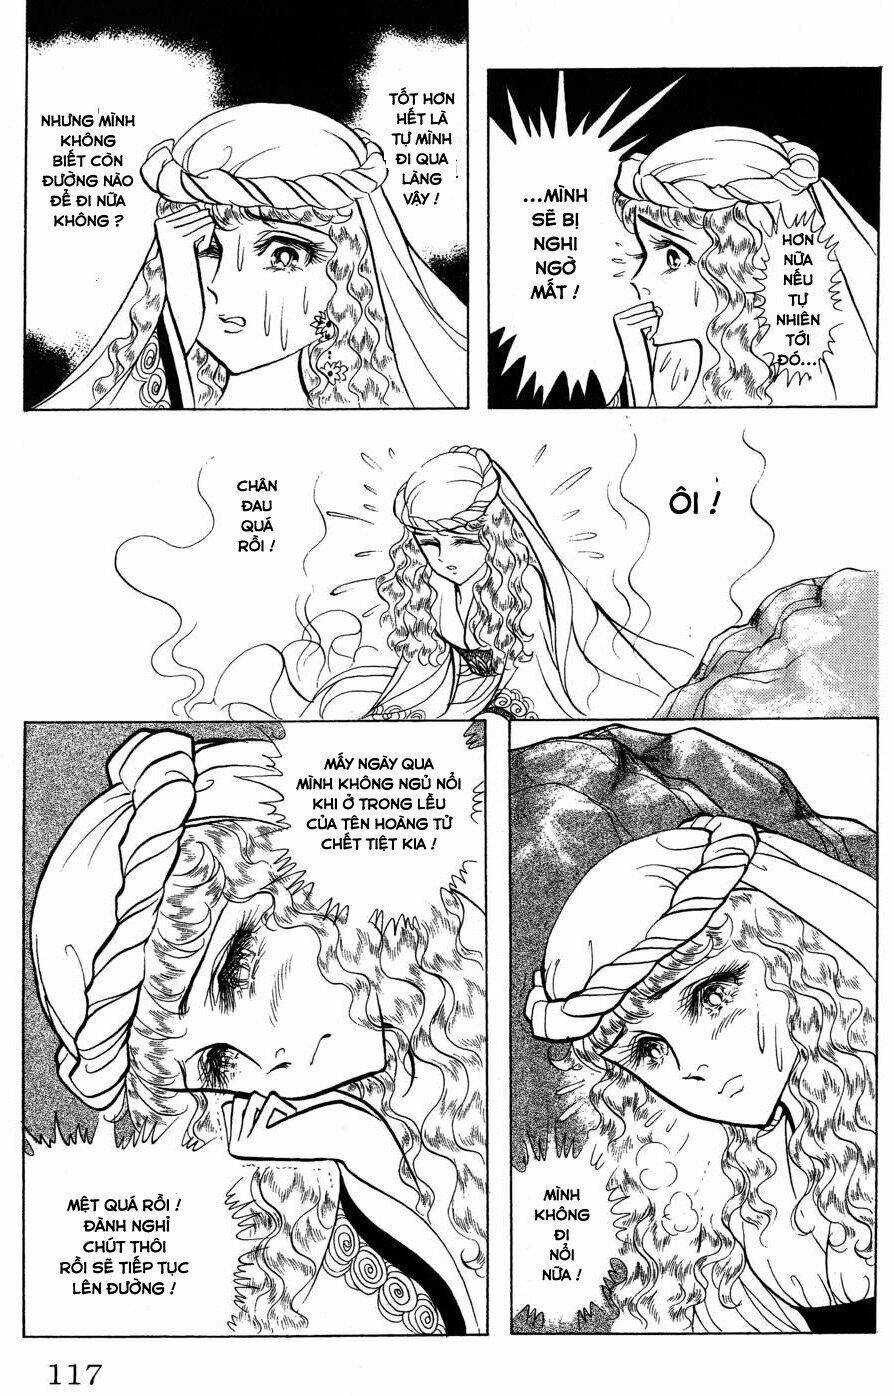 HƠN
NỮA
NẾU
TỰ
NHIÊN
TỚI
ĐÓ...
...MÌNH
SẼ BỊ
NGHI
NGỜ
MẤT !
TỐT HƠN
HẾT LÀ
TỰ MÌNH
ĐI QUA
LÀNG
VẬY !
NHƯNG MÌNH
KHÔNG
BIẾT CÒN
ĐƯỜNG NÀO
ĐỂ ĐI NỮA
KHÔNG ?
ÔI !
CHÂN
ĐAU
QUÁ
RỒI !
MÌNH
KHÔNG
ĐI
NỔI
NỮA !
MẤY NGÀY QUA
MÌNH KHÔNG NGỦ NỔI
KHI Ở TRONG LỀU
CỦA TÊN HOÀNG TỬ
CHẾT TIỆT KIA !
MỆT QUÁ RỒI !
ĐÀNH NGHỈ
CHÚT THÔI
RỒI SẼ TIẾP TỤC
LÊN ĐƯỜNG !
117